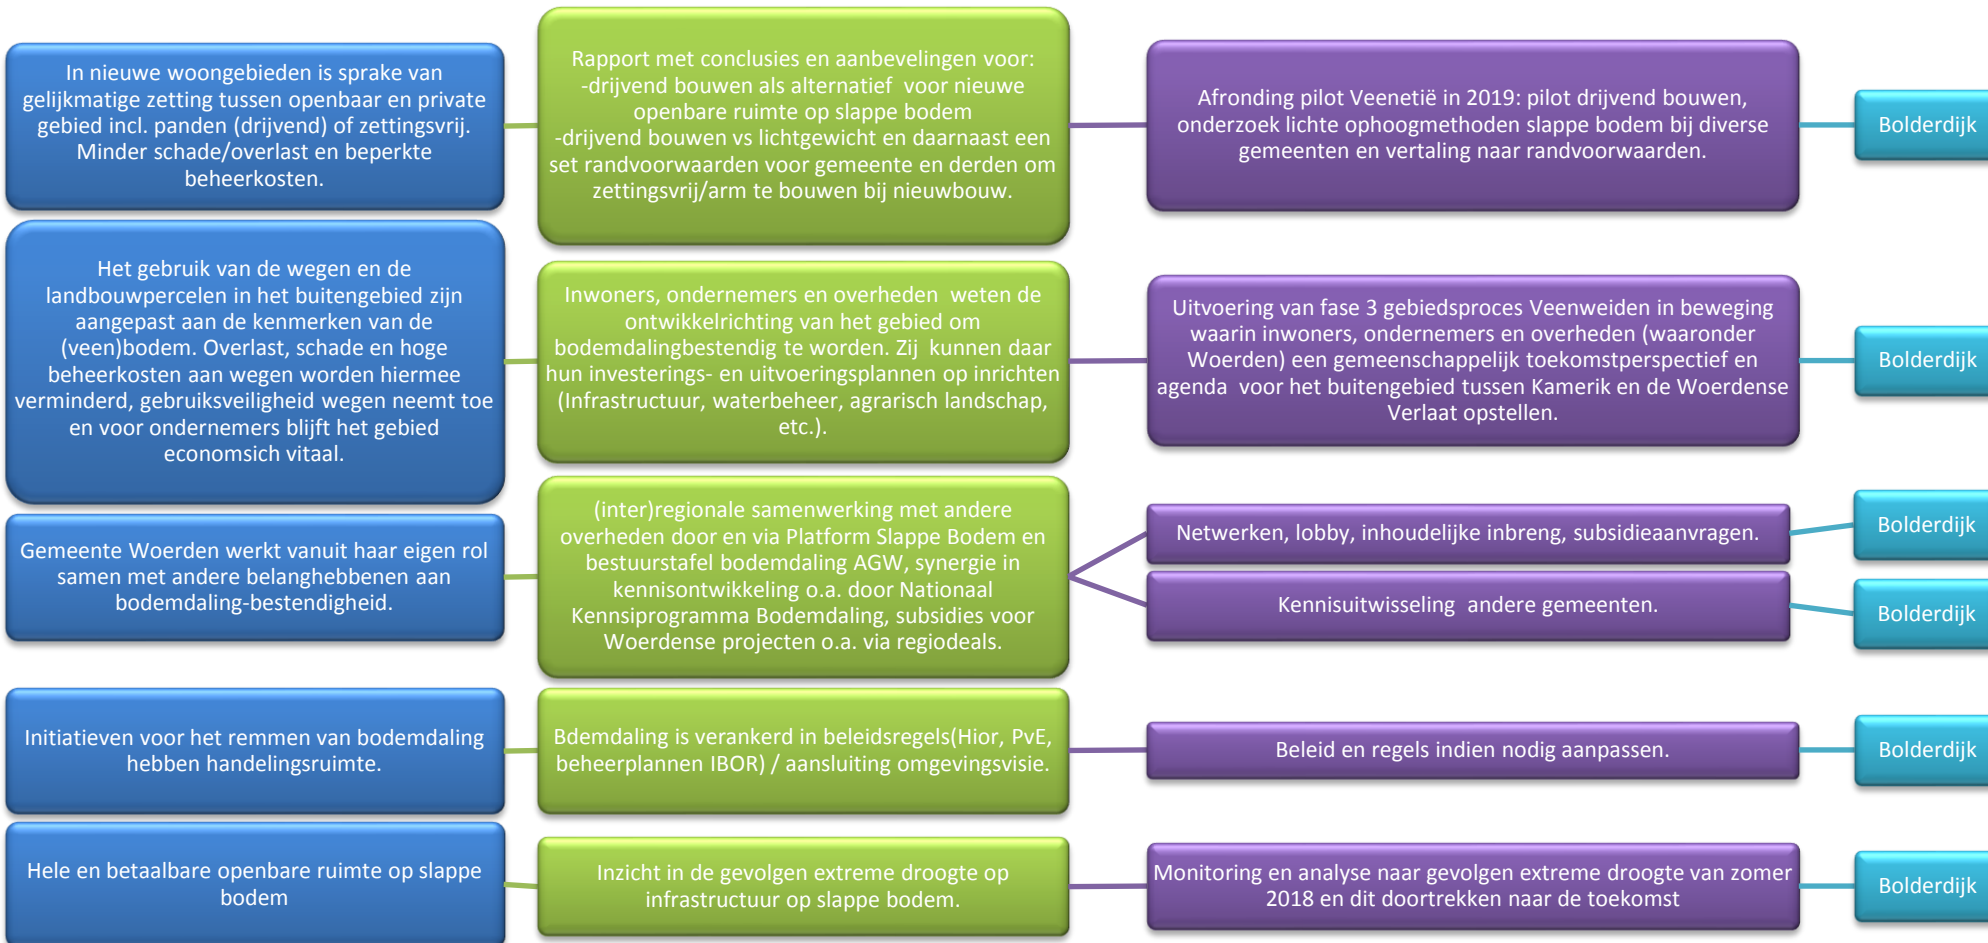 In nieuwe woongebieden is sprake van
gelijkmatige zetting tussen openbaar en private
gebied incl. panden (drijvend) of zettingsvrij.
Minder schade/overlast en beperkte
beheerkosten.
Rapport met conclusies en aanbevelingen voor:
-drijvend bouwen als alternatief voor nieuwe
openbare ruimte op slappe bodem
-drijvend bouwen vs lichtgewicht en daarnaast een
set randvoorwaarden voor gemeente en derden om
zettingsvrij/arm te bouwen bij nieuwbouw.
Afronding pilot Veenetië in 2019: pilot drijvend bouwen,
onderzoek lichte ophoogmethoden slappe bodem bij diverse
gemeenten en vertaling naar randvoorwaarden.
Bolderdijk
Het gebruik van de wegen en de
landbouwpercelen in het buitengebied zijn
aangepast aan de kenmerken van de
(veen)bodem. Overlast, schade en hoge
beheerkosten aan wegen worden hiermee
verminderd, gebruiksveiligheid wegen neemt toe
en voor ondernemers blijft het gebied
economsich vitaal.
Inwoners, ondernemers en overheden weten de
ontwikkelrichting van het gebied om
bodemdalingbestendig te worden. Zij kunnen daar
hun investerings- en uitvoeringsplannen op inrichten
(Infrastructuur, waterbeheer, agrarisch landschap,
etc.).
Uitvoering van fase 3 gebiedsproces Veenweiden in beweging
waarin inwoners, ondernemers en overheden (waaronder
Woerden) een gemeenschappelijk toekomstperspectief en
agenda voor het buitengebied tussen Kamerik en de Woerdense
Verlaat opstellen.
Bolderdijk
Gemeente Woerden werkt vanuit haar eigen rol
samen met andere belanghebbenen aan
bodemdaling-bestendigheid.
(inter)regionale samenwerking met andere
overheden door en via Platform Slappe Bodem en
bestuurstafel bodemdaling AGW, synergie in
kennisontwikkeling o.a. door Nationaal
Kennsiprogramma Bodemdaling, subsidies voor
Woerdense projecten o.a. via regiodeals.
Netwerken, lobby, inhoudelijke inbreng, subsidieaanvragen.
Bolderdijk
Kennisuitwisseling andere gemeenten.
Bolderdijk
Initiatieven voor het remmen van bodemdaling
hebben handelingsruimte.
Bdemdaling is verankerd in beleidsregels(Hior, PvE,
beheerplannen IBOR) / aansluiting omgevingsvisie.
Beleid en regels indien nodig aanpassen.
Bolderdijk
Hele en betaalbare openbare ruimte op slappe
bodem
Inzicht in de gevolgen extreme droogte op
infrastructuur op slappe bodem.
Monitoring en analyse naar gevolgen extreme droogte van zomer
2018 en dit doortrekken naar de toekomst
Bolderdijk